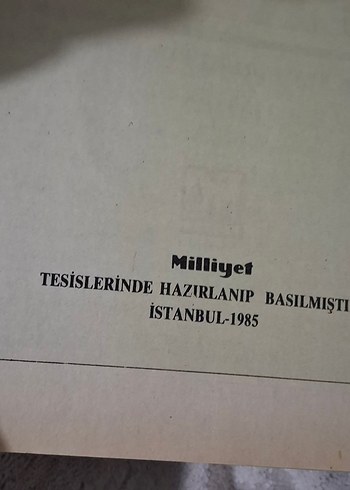 Milliyet
TESİSLERİNDE HAZIRLANIP BASILMIŞTI
İSTANBUL-1985